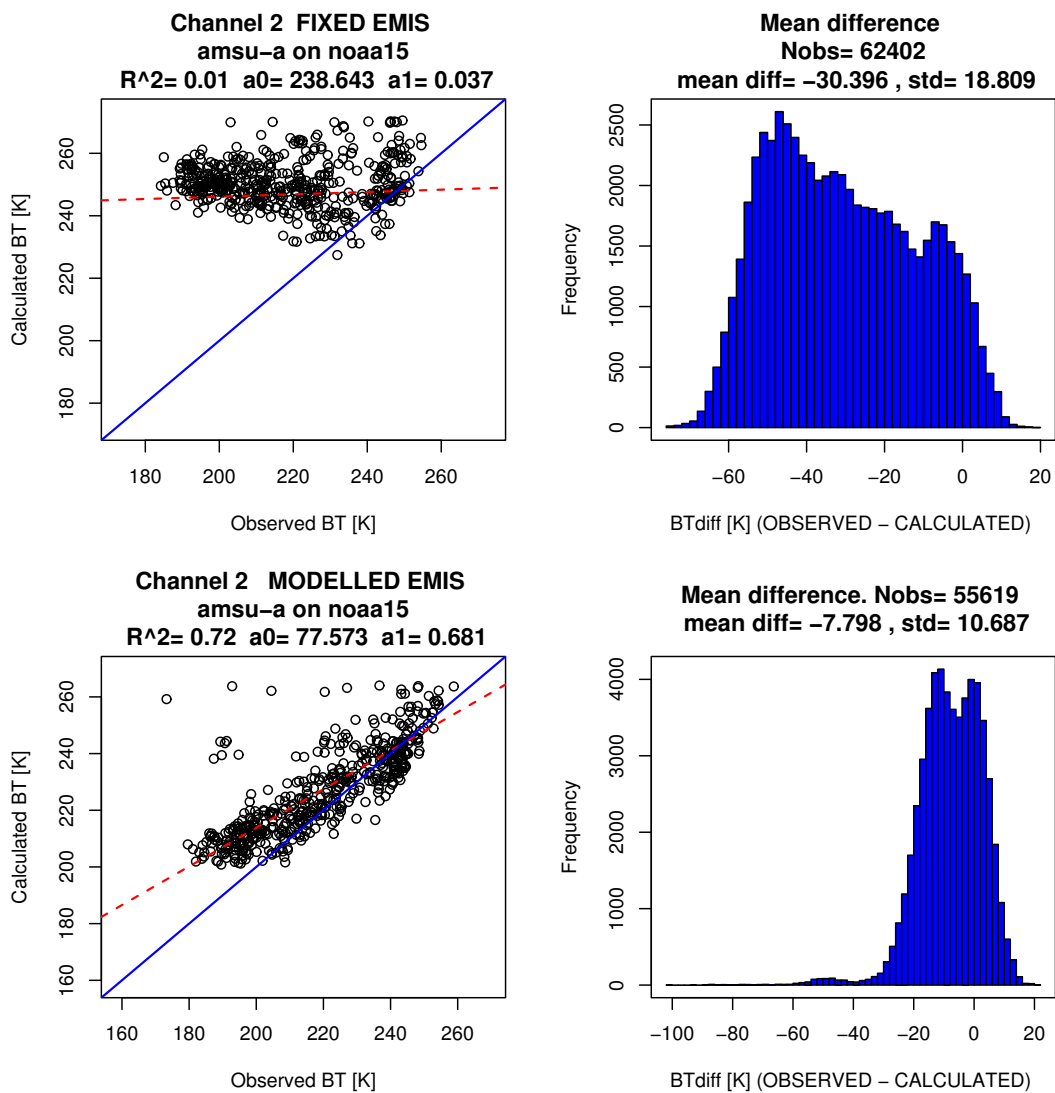 Channel 2  FIXED EMIS
amsu−a on noaa15
R^2= 0.01  a0= 238.643  a1= 0.037
Calculated BT [K]
260
240
220
200
180
180 200 220 240 260
Observed BT [K]
Mean difference
Nobs= 62402
mean diff= −30.396 , std= 18.809
Frequency
2500
2000
1500
1000
500
0
−60 −40 −20 0 20
BTdiff [K] (OBSERVED − CALCULATED)
Channel 2   MODELLED EMIS
amsu−a on noaa15
R^2= 0.72  a0= 77.573  a1= 0.681
Calculated BT [K]
260
240
220
200
180
160
160 180 200 220 240 260
Observed BT [K]
Mean difference. Nobs= 55619
mean diff= −7.798 , std= 10.687
Frequency
4000
3000
2000
1000
0
−100 −80 −60 −40 −20 0 20
BTdiff [K] (OBSERVED − CALCULATED)